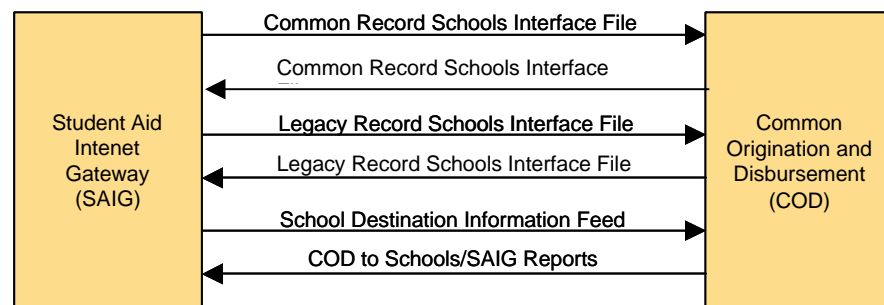 Common Record Schools Interface File
Common Record Schools Interface
Student Aid
Intenet
Gateway
(SAIG)
Legacy Record Schools Interface File
Legacy Record Schools Interface File
School Destination Information Feed
COD to Schools/SAIG Reports
Common
Origination and
Disbursement
(COD)